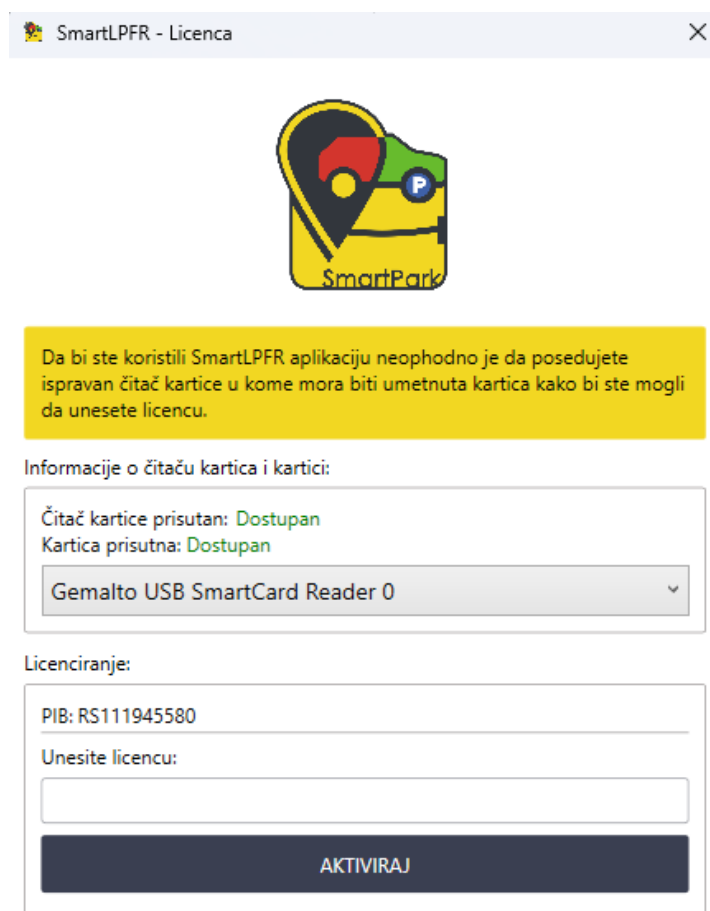 SmartLPFR - Licenca
P
SmartPark
Da bi ste koristili SmartLPFR aplikaciju neophodno je da posedujete
ispravan čitač kartice u kome mora biti umetnuta kartica kako bi ste mogli
da unesete licencu.
Informacije o čitaču kartica i kartici:
Čitač kartice prisutan: Dostupan
Kartica prisutna: Dostupan
Gemalto USB SmartCard Reader 0
Licenciranje:
PIB: RS111945580
Unesite licencu:
AKTIVIRAJ